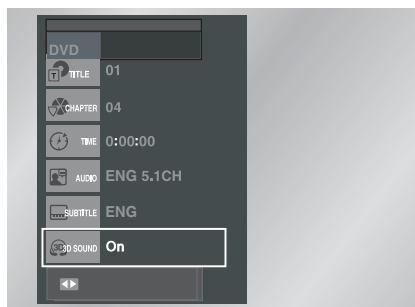 DVD
TITLE 01
CHAPTER 04
TIME 0:00:00
AUDIO ENG 5.1CH
SUBTITLE ENG
3D SOUND On